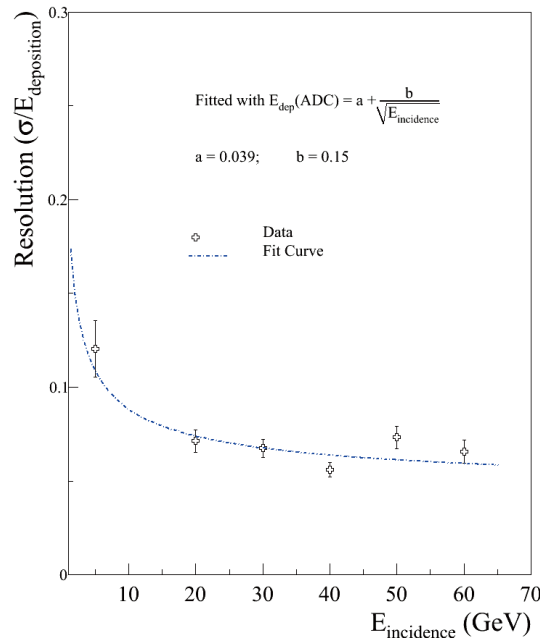 0.3
Resolution (σ/E_deposition)
Fitted with E_dep(ADC) = a + b/√E_incidence
a = 0.039; b = 0.15
0.2
Data
Fit Curve
0.1
0
10 20 30 40 50 60 70
E_incidence (GeV)